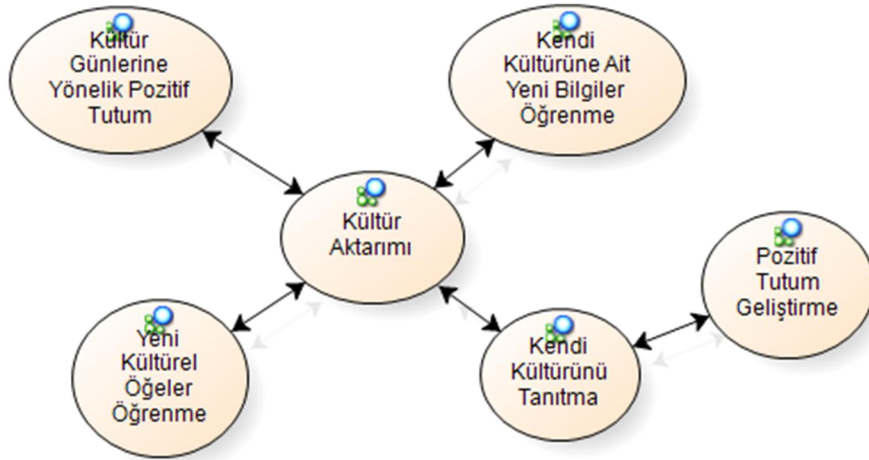 Kültür
Günlerine
Yönelik Pozitif
Tutum
Kendi
Kültürüne Ait
Yeni Bilgiler
Öğrenme
Kültür
Aktarımı
Pozitif
Tutum
Geliştirme
Yeni
Kültürel
Öğeler
Öğrenme
Kendi
Kültürünü
Tanıtma